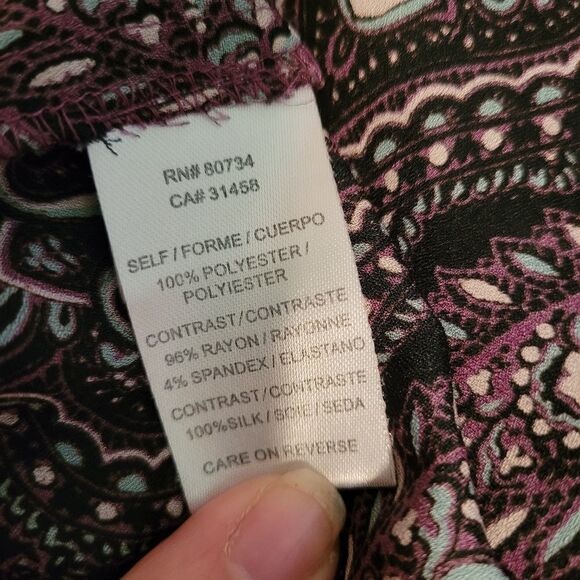 RN# 80734
CA# 31458
SELF / FORME / CUERPO
100% POLYESTER /
POLYIESTER
CONTRAST / CONTRASTE
96% RAYON / RAYONNE
4% SPANDEX / ELASTANO
CONTRAST / CONTRASTE
100%SILK / SOIE / SEDA
CARE ON REVERSE